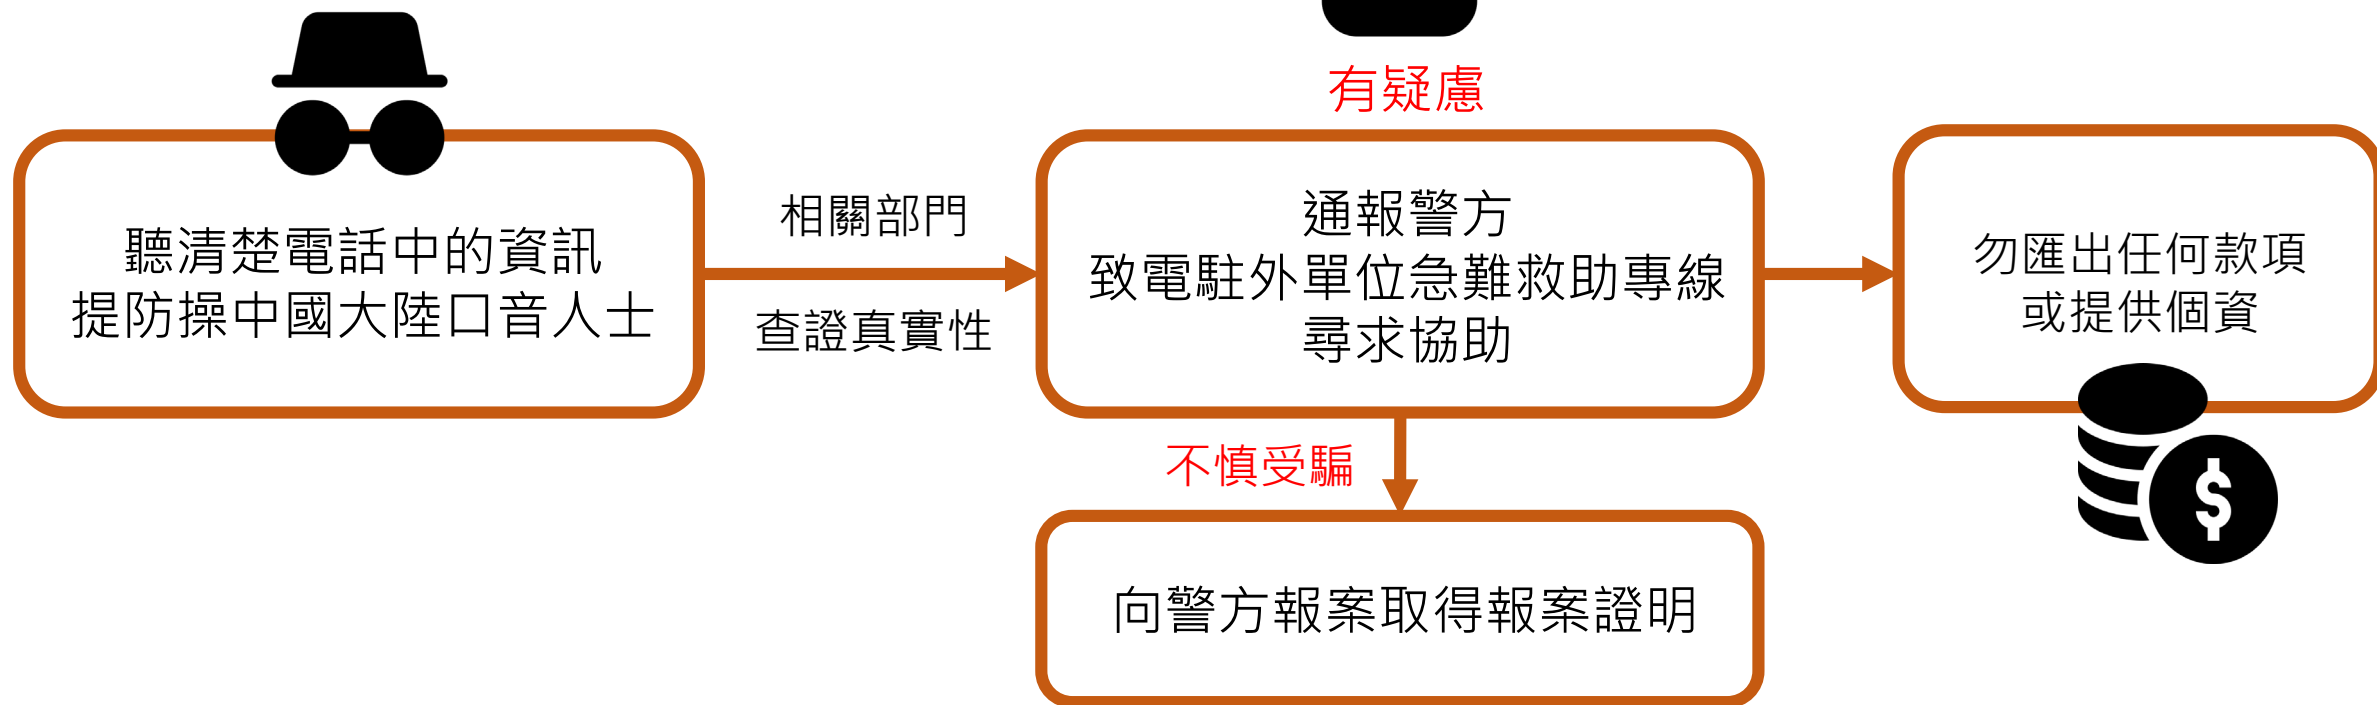 聽清楚電話中的資訊
提防操中國大陸口音人士
相關部門
查證真實性
有疑慮
通報警方
致電駐外單位急難救助專線
尋求協助
勿匯出任何款項
或提供個資
$
不慎受騙
向警方報案取得報案證明